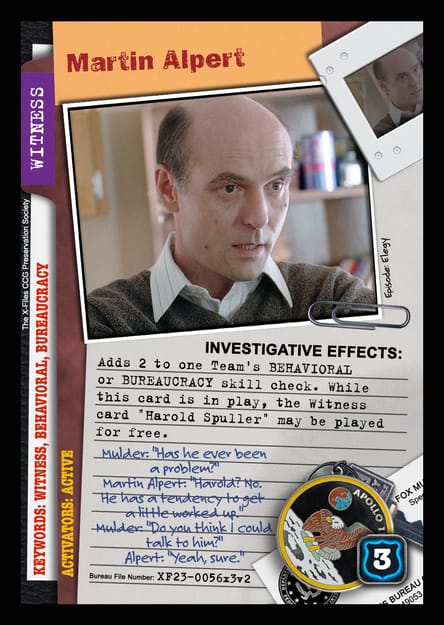 Martin Alpert
WITNESS
The X-Files CCG Preservation Society
KEYWORDS: WITNESS, BEHAVIORAL, BUREAUCRACY
ACTIVATORS: ACTIVE
Episode: Elegy
INVESTIGATIVE EFFECTS:
Adds 2 to one Team's BEHAVIORAL
or BUREAUCRACY skill check. While
this card is in play, the Witness
card "Harold Spuller" may be played
for free.
Mulder: "Has he ever been
a problem?"
Martin Alpert: "Harold? No.
He has a tendency to get
a little worked up."
Mulder: "Do you think I could
talk to him?"
Alpert: "Yeah, sure."
Bureau File Number: XF23-0056x3v2
APOLLO
FOX MU
Spe
3
49053